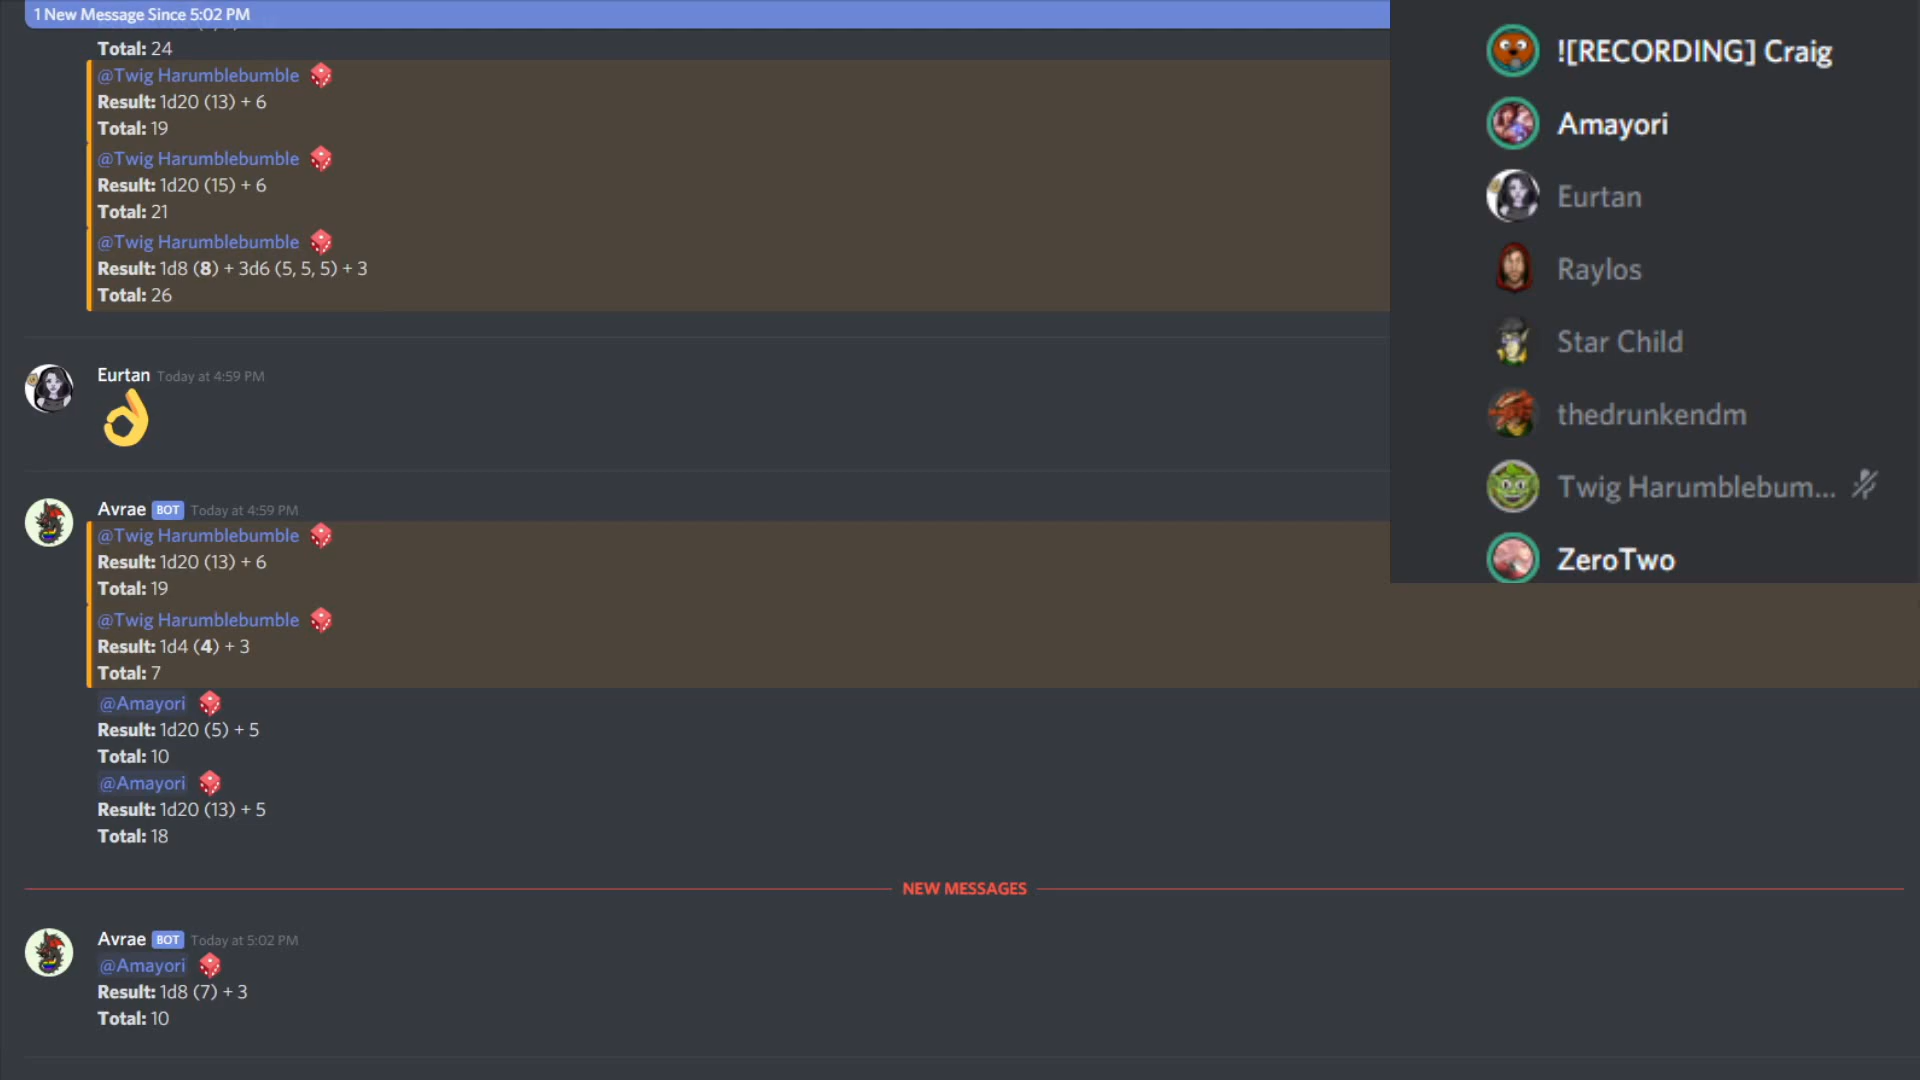 1 New Message Since 5:02 PM
Total: 24
@Twig Harumblebumble
Result: 1d20 (13) + 6
Total: 19
@Twig Harumblebumble
Result: 1d20 (15) + 6
Total: 21
@Twig Harumblebumble
Result: 1d8 (8) + 3d6 (5, 5, 5) + 3
Total: 26
Eurtan Today at 4:59 PM
Avrae BOT Today at 4:59 PM
@Twig Harumblebumble
Result: 1d20 (13) + 6
Total: 19
@Twig Harumblebumble
Result: 1d4 (4) + 3
Total: 7
@Amayori
Result: 1d20 (5) + 5
Total: 10
@Amayori
Result: 1d20 (13) + 5
Total: 18
NEW MESSAGES
Avrae BOT Today at 5:02 PM
@Amayori
Result: 1d8 (7) + 3
Total: 10
![RECORDING] Craig
Amayori
Eurtan
Raylos
Star Child
thedrunkendm
Twig Harumblebum...
ZeroTwo